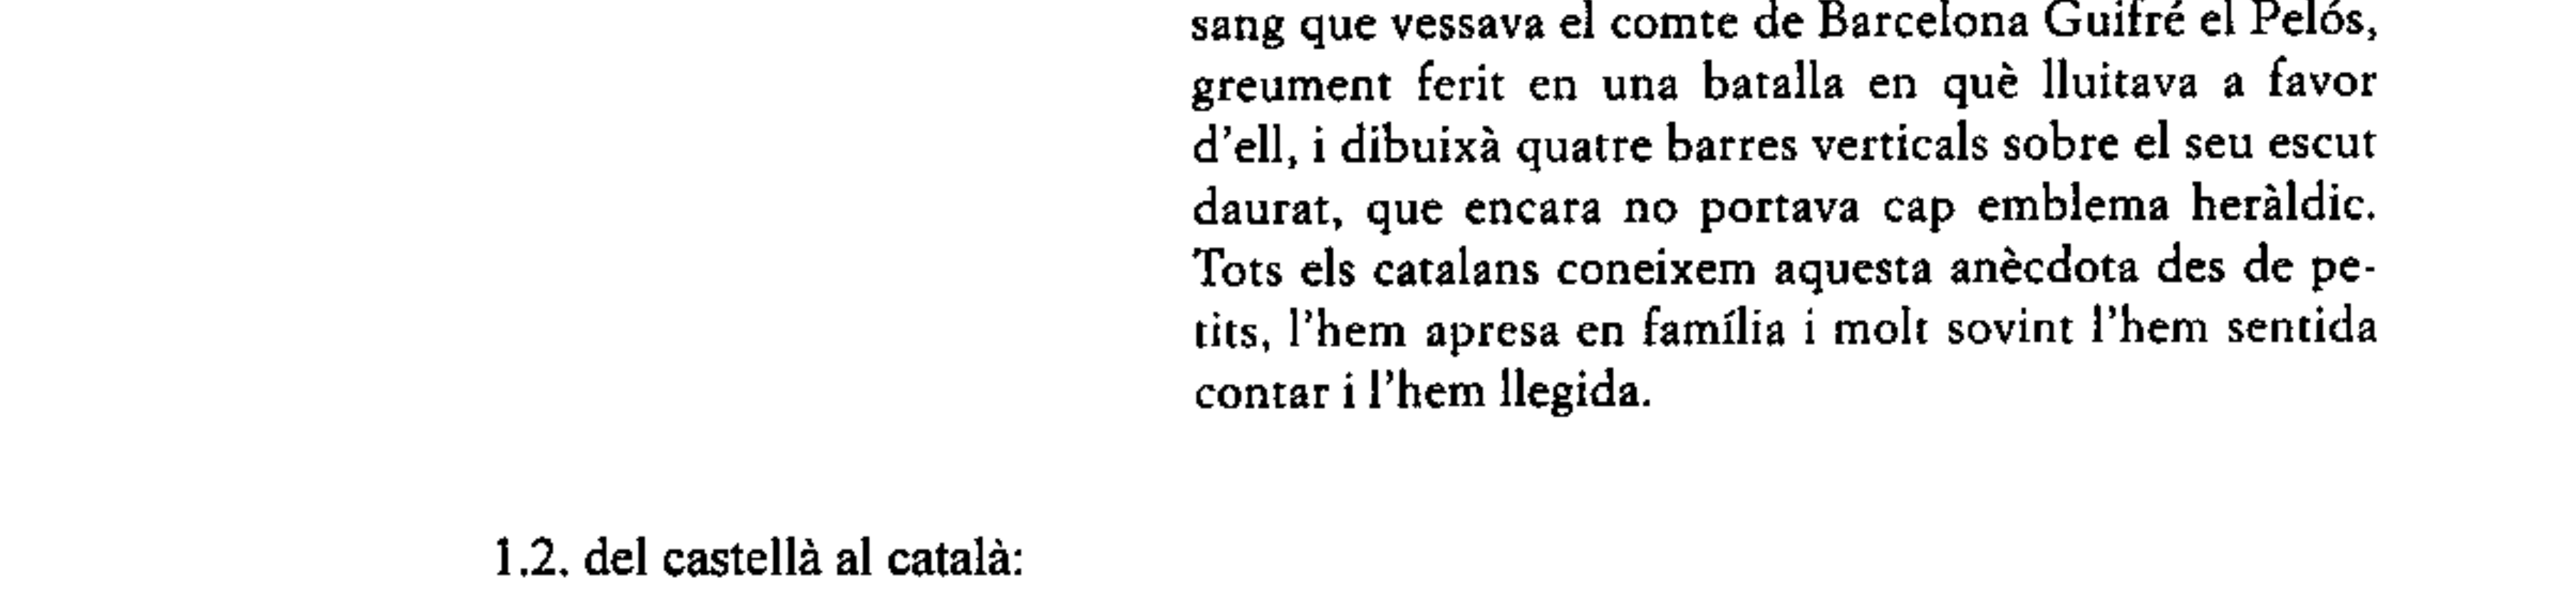 sang que vessava el comte de Barcelona Guifré el Pelós,
greument ferit en una batalla en què lluitava a favor
d'ell, i dibuixà quatre barres verticals sobre el seu escut
daurat, que encara no portava cap emblema heràldic.
Tots els catalans coneixem aquesta anècdota des de pe-
tits, l'hem apresa en família i molt sovint l'hem sentida
contar i l'hem llegida.
1.2. del castellà al català: